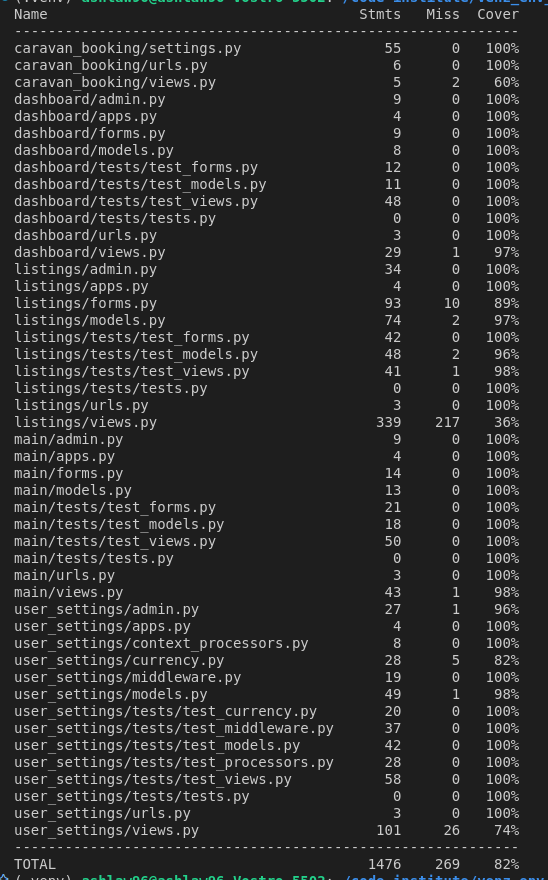 Name Stmts Miss Cover
---------------------------------------------------------------
caravan_booking/settings.py 55 0 100%
caravan_booking/urls.py 6 0 100%
caravan_booking/views.py 5 2 60%
dashboard/admin.py 9 0 100%
dashboard/apps.py 4 0 100%
dashboard/forms.py 9 0 100%
dashboard/models.py 8 0 100%
dashboard/tests/test_forms.py 12 0 100%
dashboard/tests/test_models.py 11 0 100%
dashboard/tests/test_views.py 48 0 100%
dashboard/tests/tests.py 0 0 100%
dashboard/urls.py 3 0 100%
dashboard/views.py 29 1 97%
listings/admin.py 34 0 100%
listings/apps.py 4 0 100%
listings/forms.py 93 10 89%
listings/models.py 74 2 97%
listings/tests/test_forms.py 42 0 100%
listings/tests/test_models.py 48 2 96%
listings/tests/test_views.py 41 1 98%
listings/tests/tests.py 0 0 100%
listings/urls.py 3 0 100%
listings/views.py 339 217 36%
main/admin.py 9 0 100%
main/apps.py 4 0 100%
main/forms.py 14 0 100%
main/models.py 13 0 100%
main/tests/test_forms.py 21 0 100%
main/tests/test_models.py 18 0 100%
main/tests/test_views.py 50 0 100%
main/tests/tests.py 0 0 100%
main/urls.py 3 0 100%
main/views.py 43 1 98%
user_settings/admin.py 27 1 96%
user_settings/apps.py 4 0 100%
user_settings/context_processors.py 8 0 100%
user_settings/currency.py 28 5 82%
user_settings/middleware.py 19 0 100%
user_settings/models.py 49 1 98%
user_settings/tests/test_currency.py 20 0 100%
user_settings/tests/test_middleware.py 37 0 100%
user_settings/tests/test_models.py 42 0 100%
user_settings/tests/test_processors.py 28 0 100%
user_settings/tests/test_views.py 58 0 100%
user_settings/tests/tests.py 0 0 100%
user_settings/urls.py 3 0 100%
user_settings/views.py 101 26 74%
---------------------------------------------------------------
TOTAL 1476 269 82%